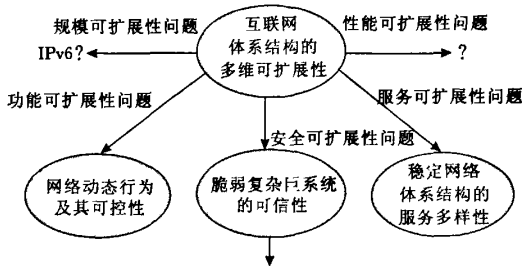 规模可扩展性问题
互联网
体系结构的
多维可扩展性
性能可扩展性问题
IPv6?
?
功能可扩展性问题
服务可扩展性问题
安全可扩展性问题
网络动态行为
及其可控性
脆弱复杂巨系统
的可信性
稳定网络
体系结构的
服务多样性